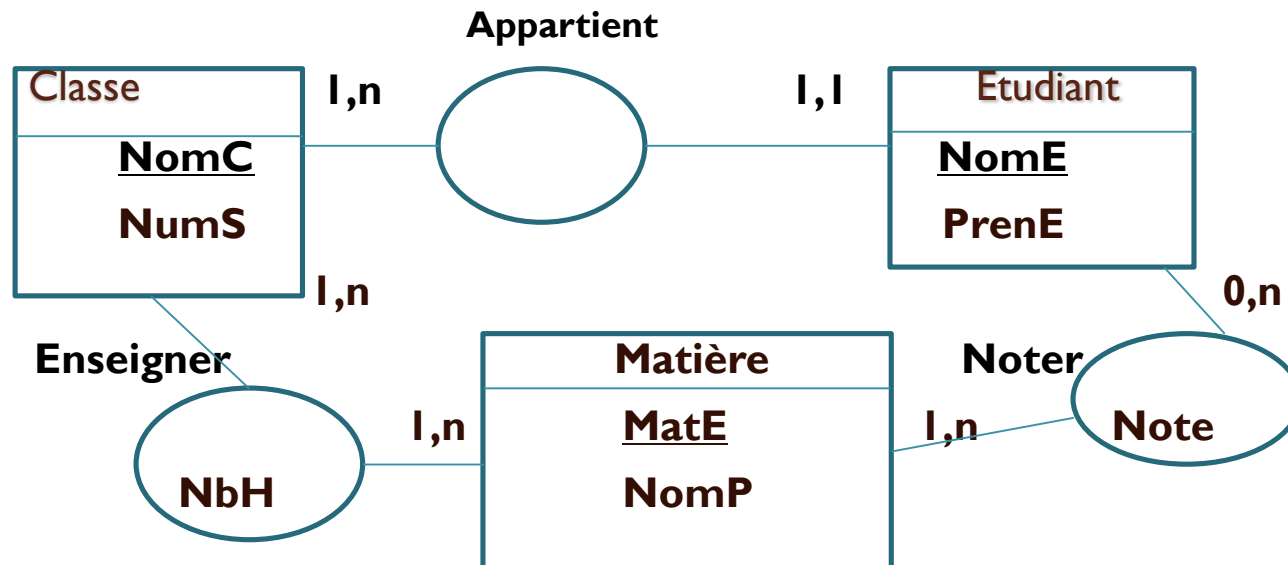 Appartient
Classe
1,n
1,1
Etudiant
NomC
NomE
NumS
PrenE
1,n
0,n
Enseigner
Matière
Noter
1,n
MatE
1,n
Note
NbH
NomP